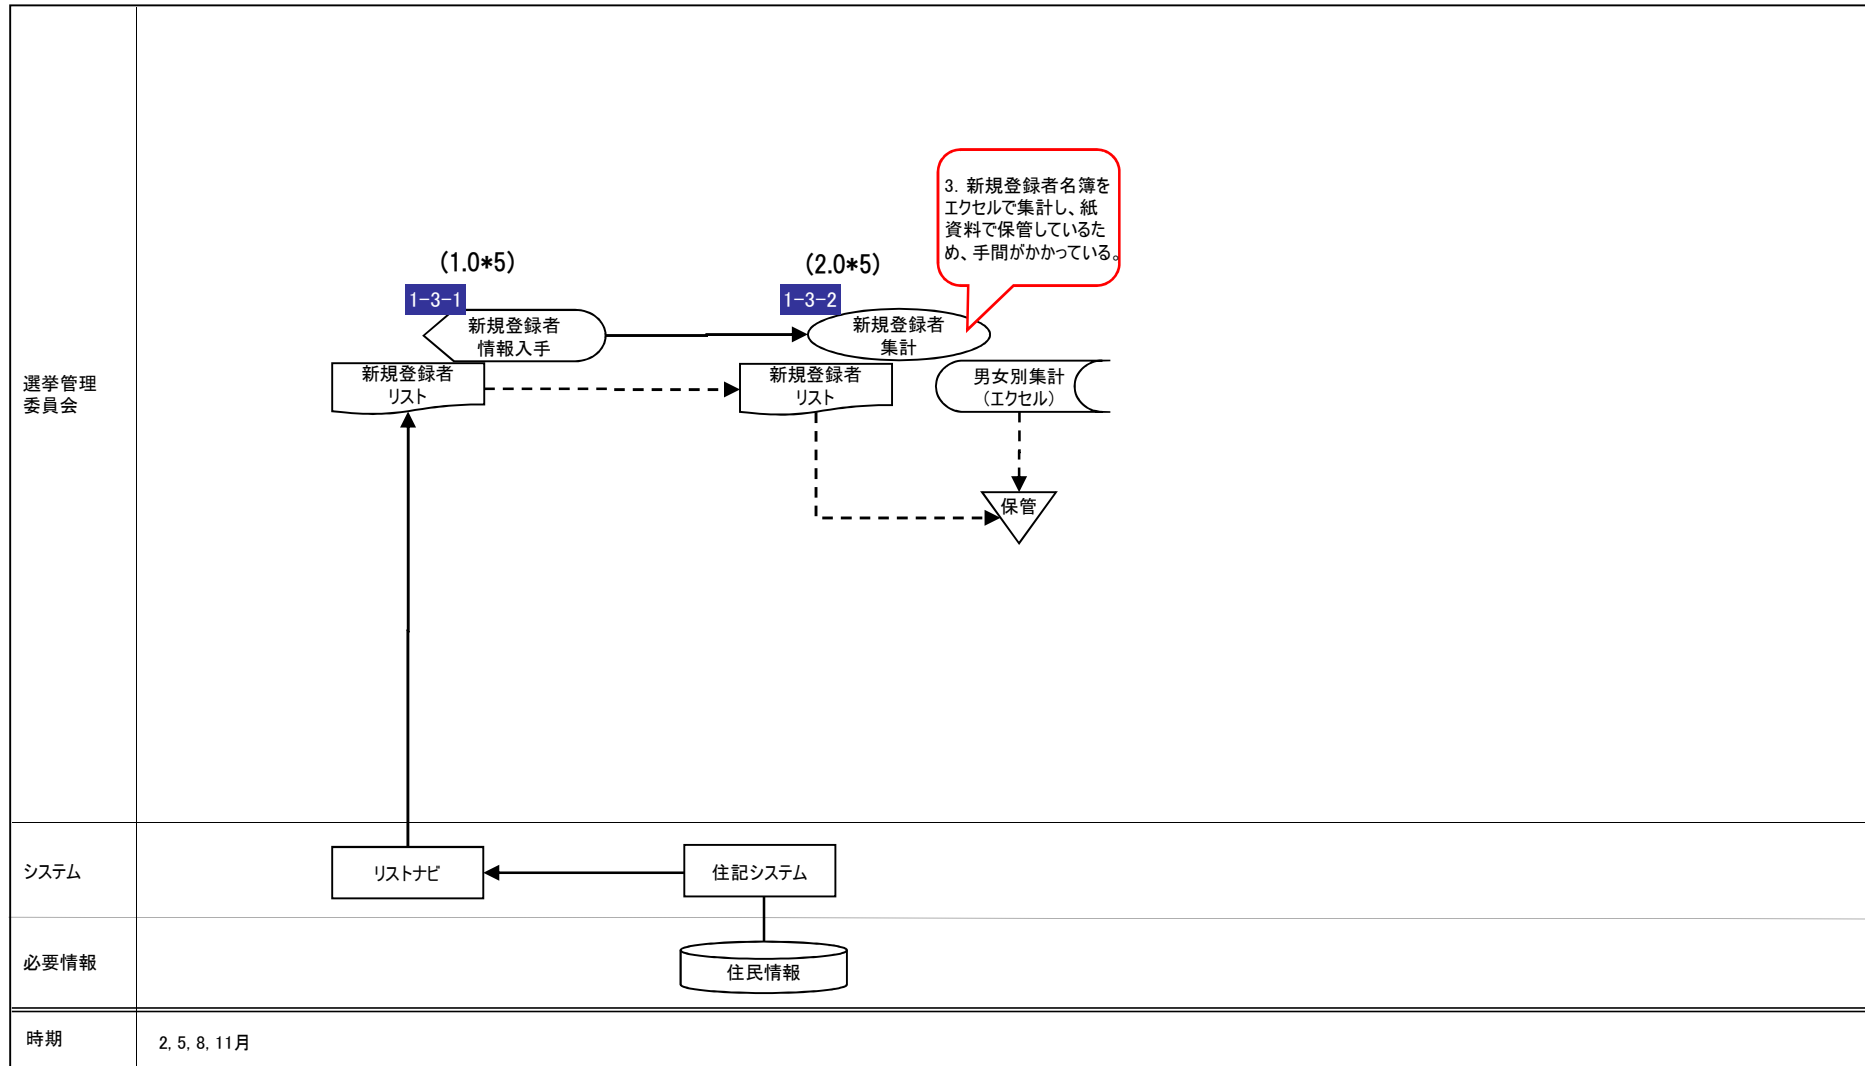 3. 新規登録者名簿を
エクセルで集計し、紙
資料で保管しているた
め、手間がかかっている。
(1.0*5)
(2.0*5)
1-3-1
1-3-2
新規登録者
情報入手
新規登録者
集計
新規登録者
リスト
新規登録者
リスト
男女別集計
(エクセル)
選挙管理
委員会
保管
システム
リストナビ
住記システム
必要情報
住民情報
時期
2, 5, 8, 11月